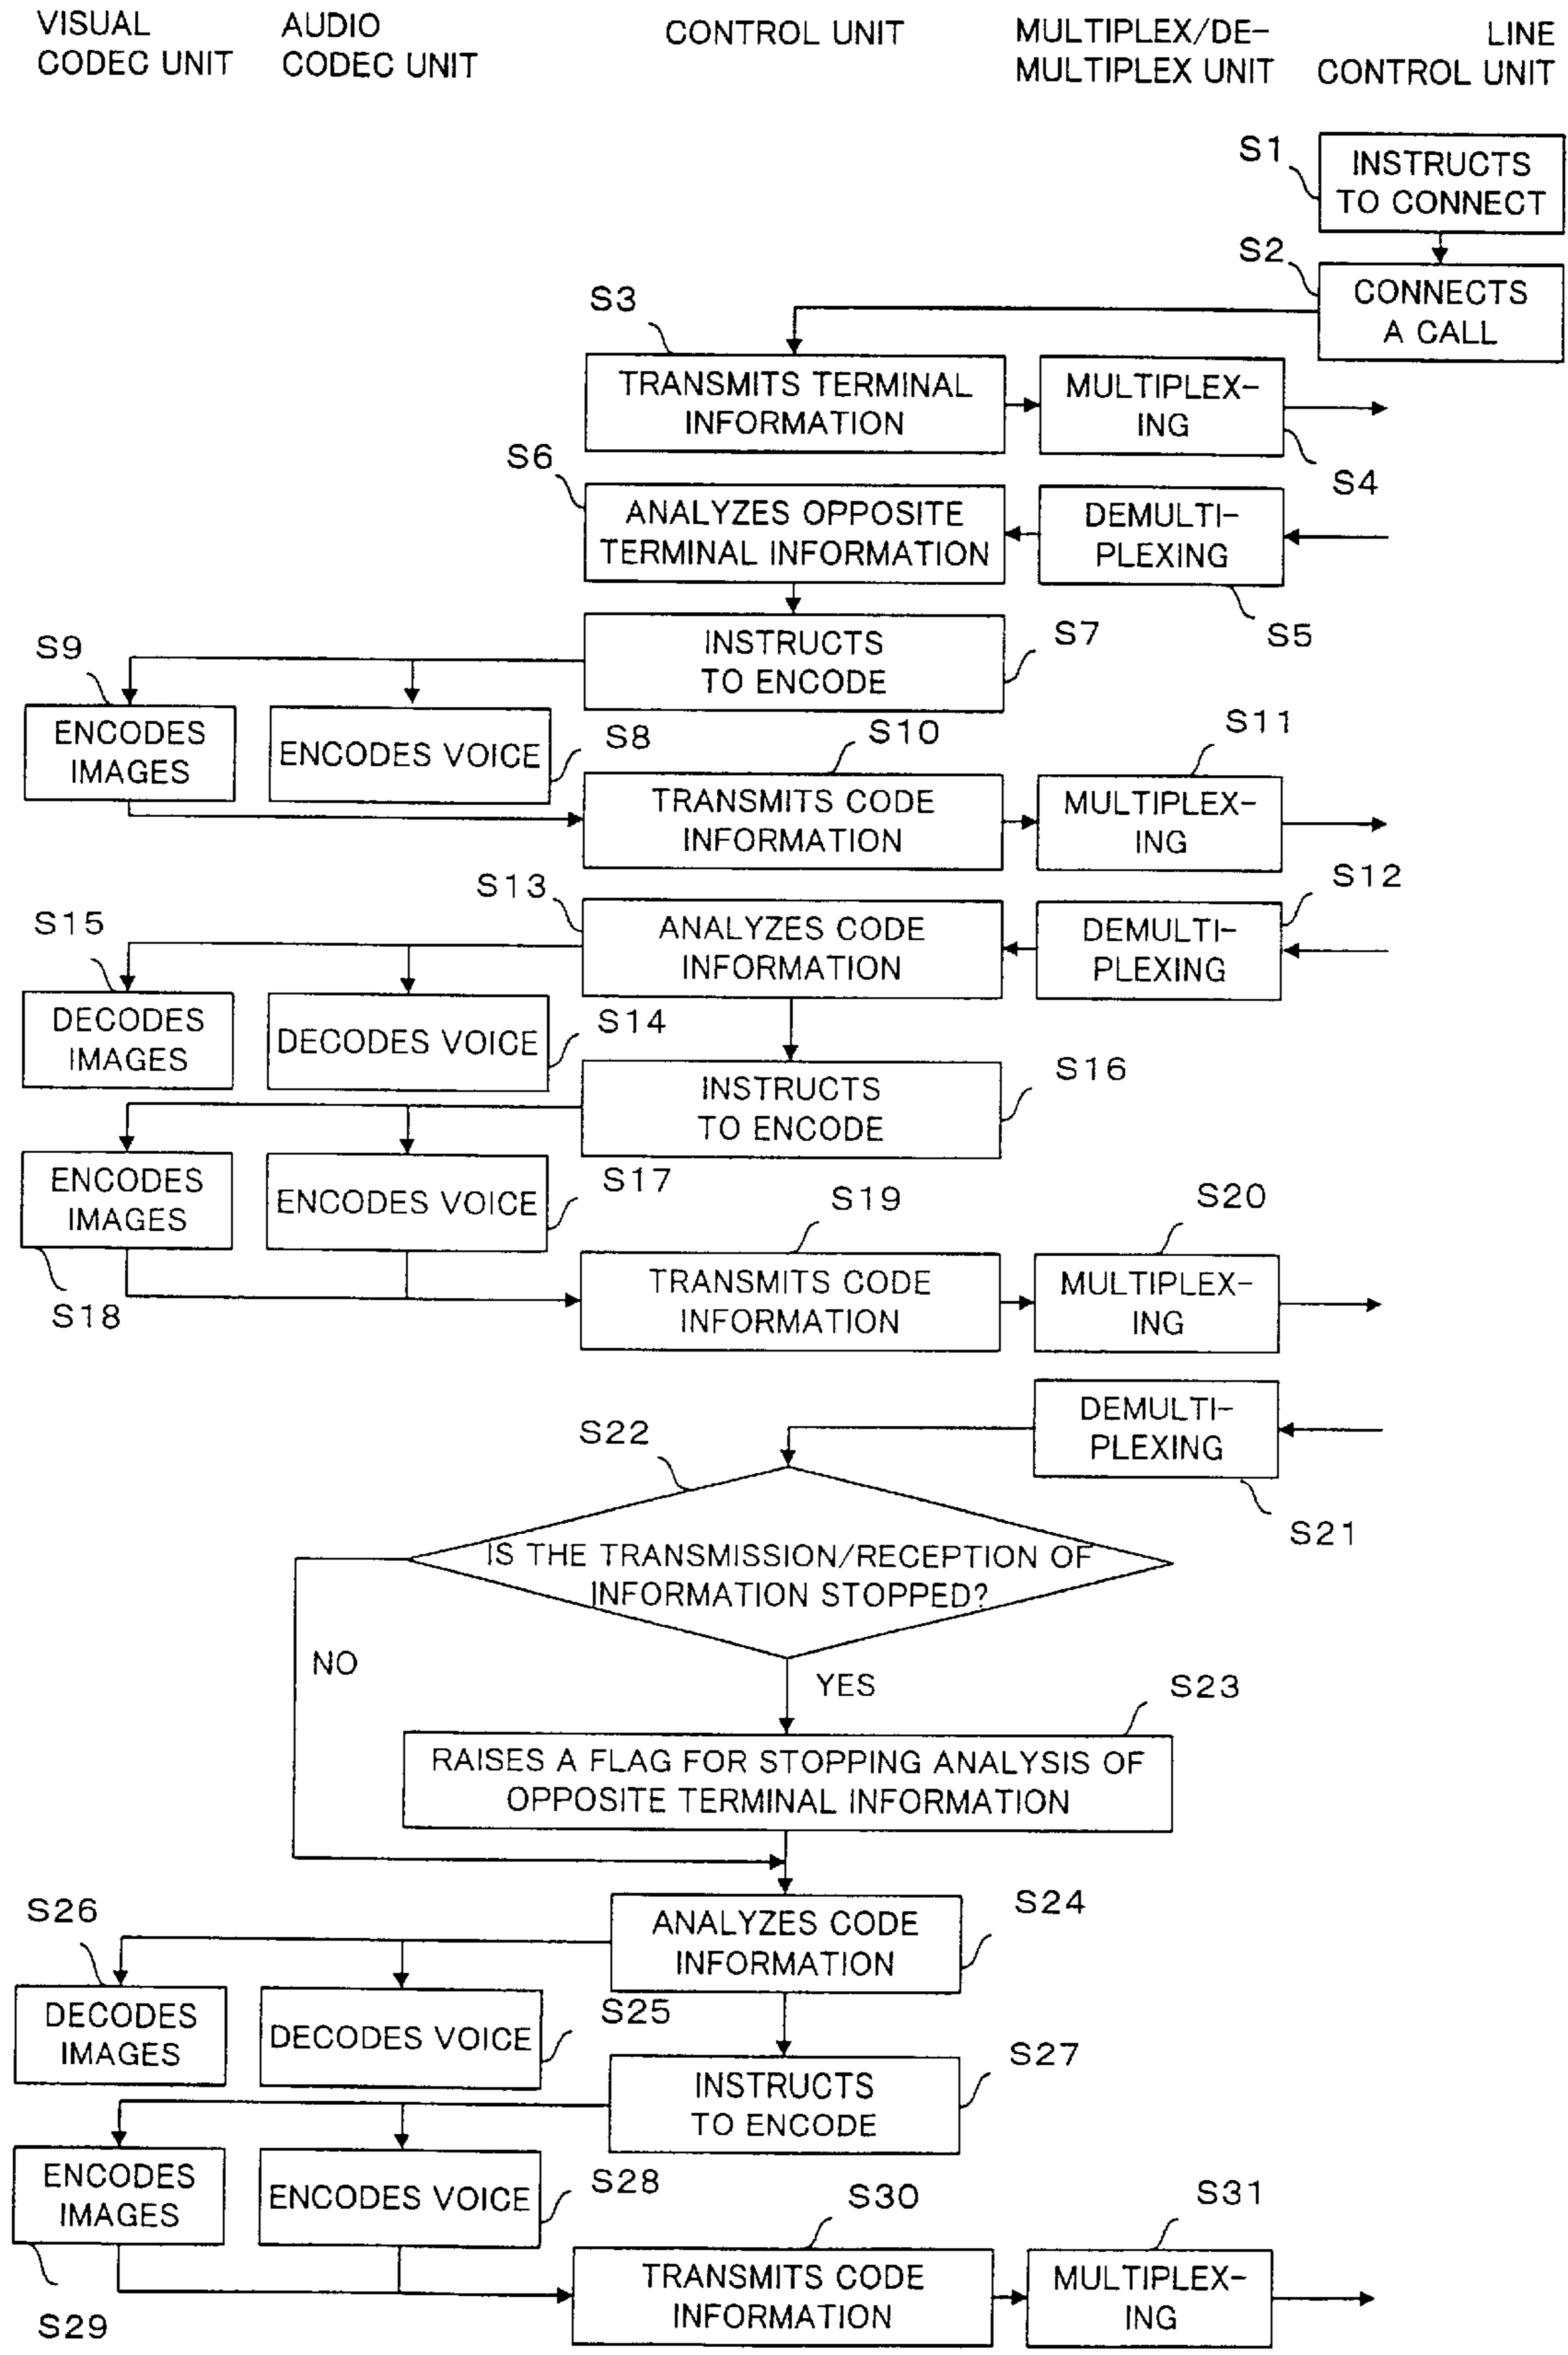 VISUAL
CODEC UNIT
AUDIO
CODEC UNIT
CONTROL UNIT
MULTIPLEX/DE-
MULTIPLEX UNIT
LINE
CONTROL UNIT
S1
INSTRUCTS
TO CONNECT
S2
CONNECTS
A CALL
S3
TRANSMITS TERMINAL
INFORMATION
MULTIPLEX-
ING
S4
S6
ANALYZES OPPOSITE
TERMINAL INFORMATION
DEMULTI-
PLEXING
S5
INSTRUCTS
TO ENCODE
S7
S9
ENCODES
IMAGES
ENCODES VOICE
S8
S10
TRANSMITS CODE
INFORMATION
S11
MULTIPLEX-
ING
S13
ANALYZES CODE
INFORMATION
S12
DEMULTI-
PLEXING
S15
DECODES
IMAGES
DECODES VOICE
S14
INSTRUCTS
TO ENCODE
S16
ENCODES
IMAGES
S18
ENCODES VOICE
S17
S19
TRANSMITS CODE
INFORMATION
S20
MULTIPLEX-
ING
DEMULTI-
PLEXING
S21
S22
IS THE TRANSMISSION/RECEPTION OF
INFORMATION STOPPED?
NO
YES
S23
RAISES A FLAG FOR STOPPING ANALYSIS OF
OPPOSITE TERMINAL INFORMATION
ANALYZES CODE
INFORMATION
S24
S26
DECODES
IMAGES
DECODES VOICE
S25
INSTRUCTS
TO ENCODE
S27
ENCODES
IMAGES
S29
ENCODES VOICE
S28
S30
TRANSMITS CODE
INFORMATION
S31
MULTIPLEX-
ING